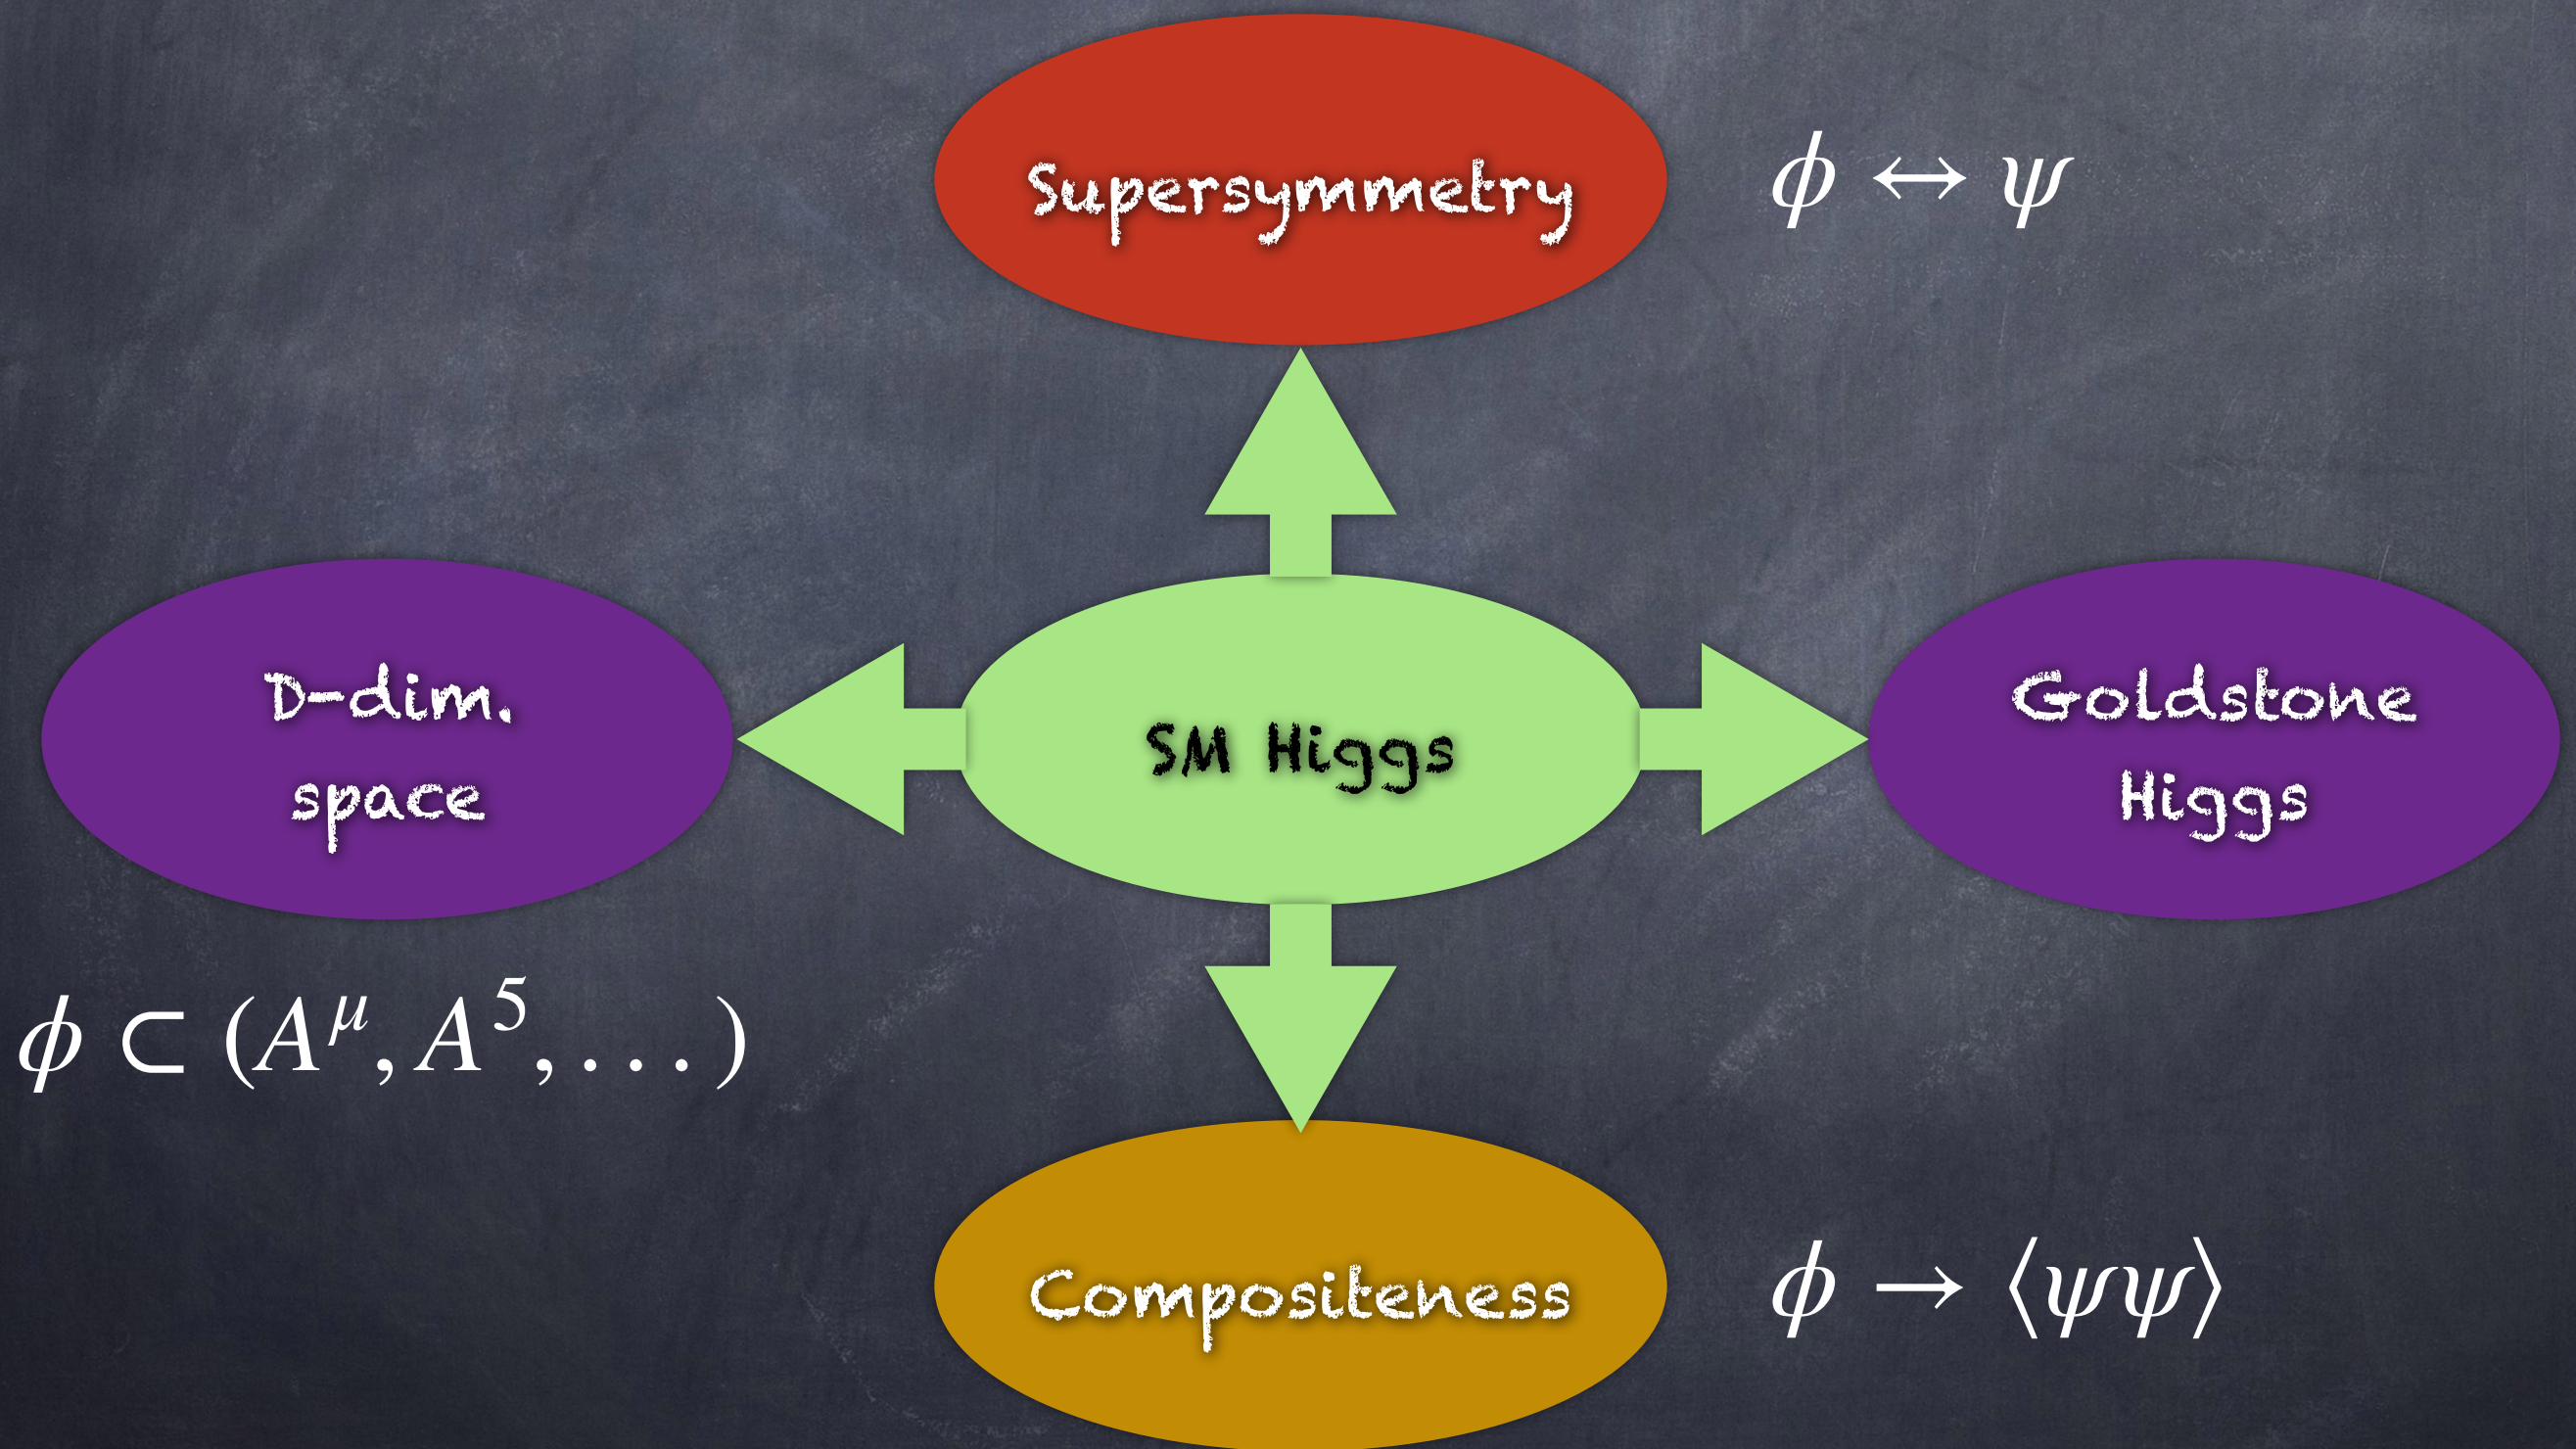 Supersymmetry
ϕ ↔ ψ
D-dim.
space
SM Higgs
Goldstone
Higgs
ϕ ⊂ (A^μ, A^5, . . . )
Compositeness
ϕ → ⟨ψψ⟩